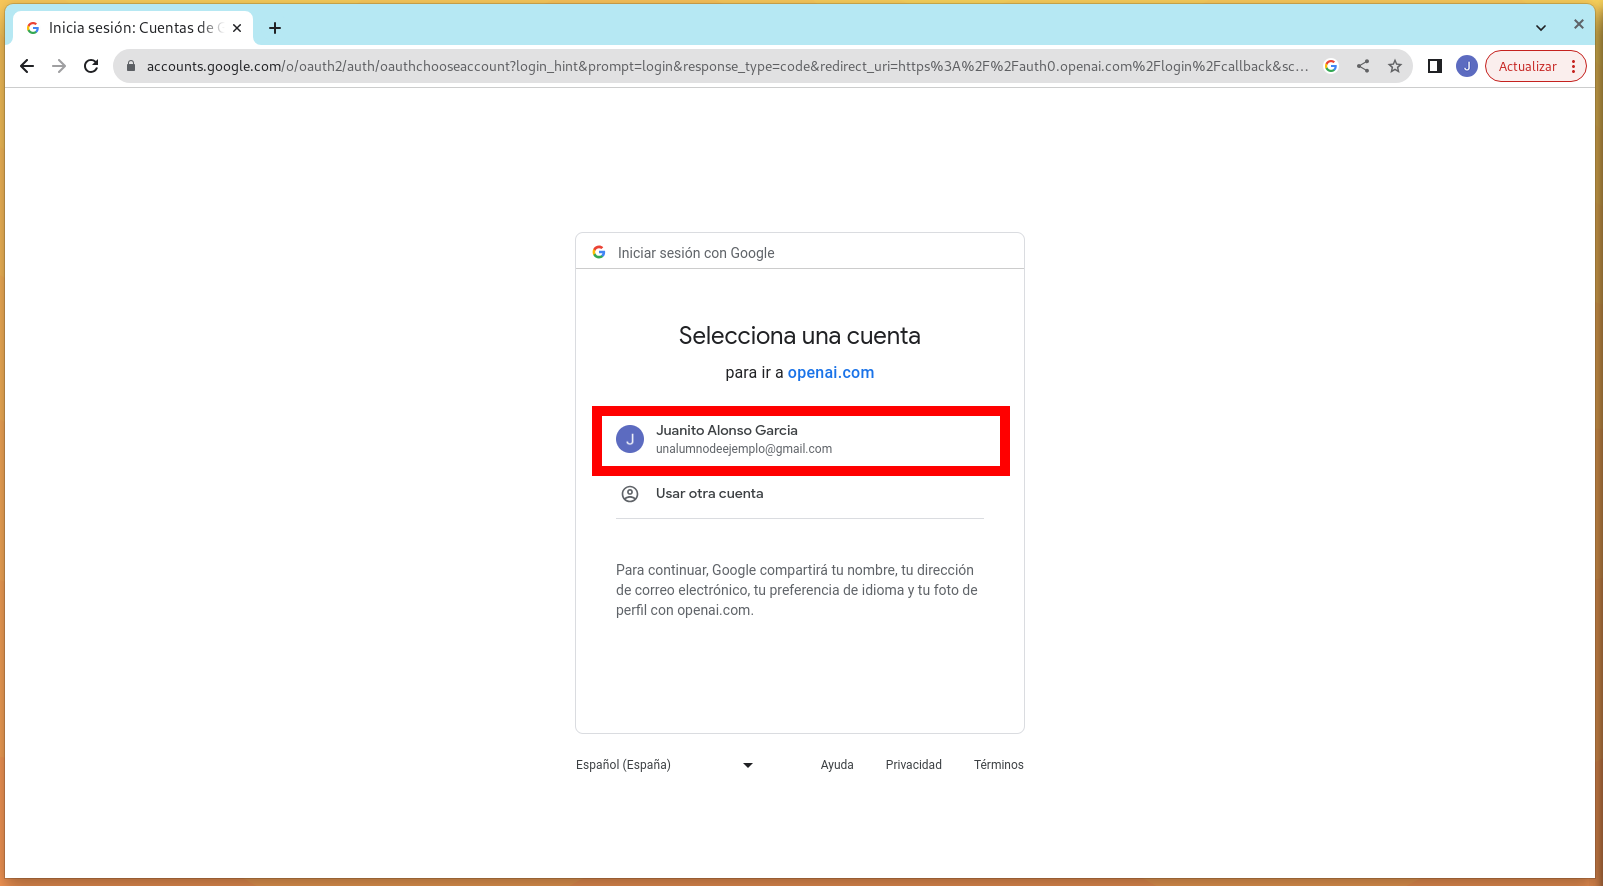 Inicia sesión: Cuentas de
accounts.google.com/o/oauth2/auth/oauthchooseaccount?login_hint&prompt=login&response_type=code&redirect_uri=https%3A%2F%2Fauth0.openai.com%2Flogin%2Fcallback&sc...
J
Actualizar
Iniciar sesión con Google
Selecciona una cuenta
para ir a openai.com
J
Juanito Alonso Garcia
unalumnodeejemplo@gmail.com
Usar otra cuenta
Para continuar, Google compartirá tu nombre, tu dirección
de correo electrónico, tu preferencia de idioma y tu foto de
perfil con openai.com.
Español (España)
Ayuda
Privacidad
Términos